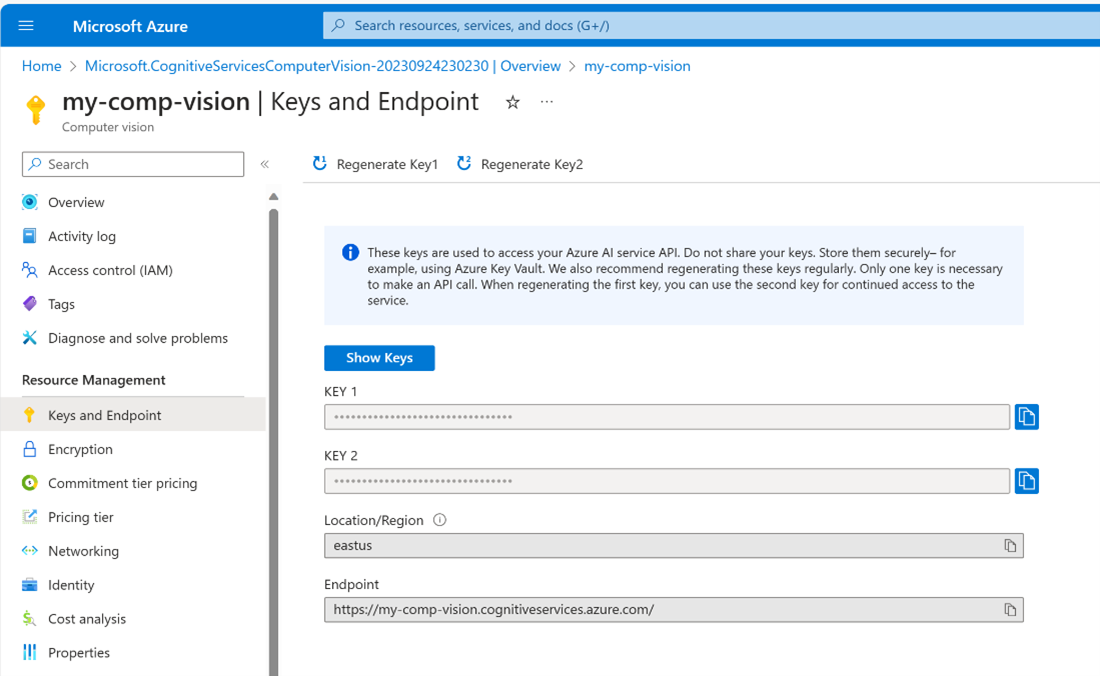 Microsoft Azure
Search resources, services, and docs (G+/)
Home > Microsoft.CognitiveServicesComputerVision-20230924230230 | Overview > my-comp-vision
my-comp-vision | Keys and Endpoint
Computer vision
Search
Regenerate Key1
Regenerate Key2
Overview
Activity log
Access control (IAM)
Tags
Diagnose and solve problems
Resource Management
Keys and Endpoint
Encryption
Commitment tier pricing
Pricing tier
Networking
Identity
Cost analysis
Properties
These keys are used to access your Azure AI service API. Do not share your keys. Store them securely– for
example, using Azure Key Vault. We also recommend regenerating these keys regularly. Only one key is necessary
to make an API call. When regenerating the first key, you can use the second key for continued access to the
service.
Show Keys
KEY 1
KEY 2
Location/Region
eastus
Endpoint
https://my-comp-vision.cognitiveservices.azure.com/